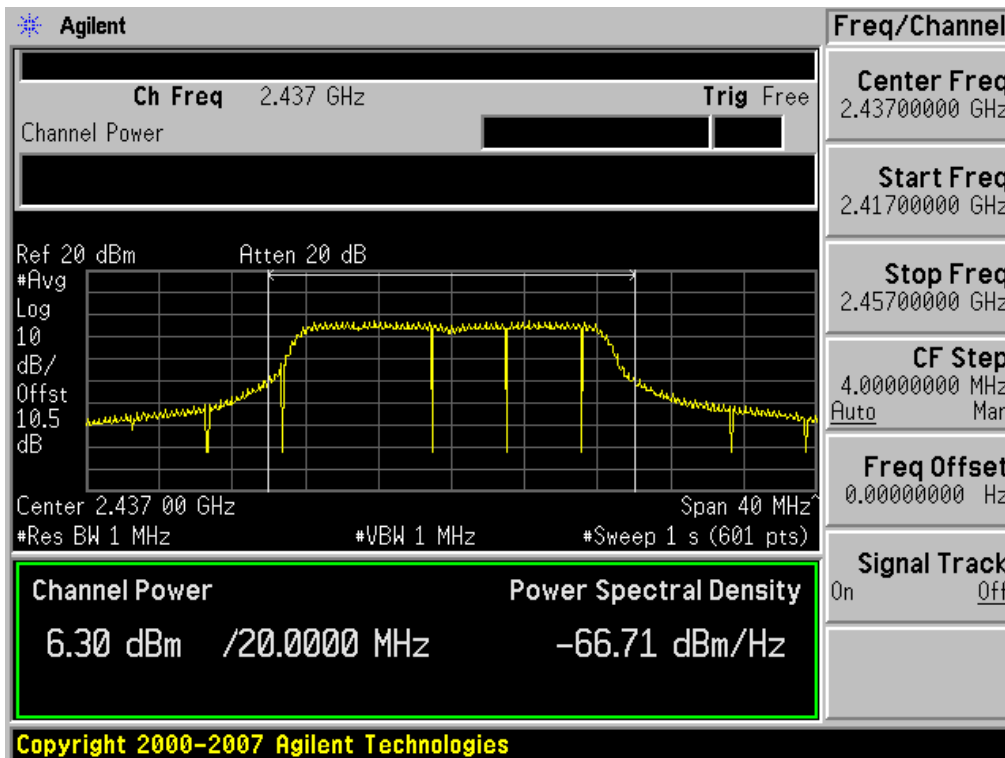 Agilent
Freq/Channel
Ch Freq 2.437 GHz Trig Free
Channel Power
Center Freq
2.43700000 GHz
Start Freq
2.41700000 GHz
Stop Freq
2.45700000 GHz
CF Step
4.00000000 MHz
Auto Man
Freq Offset
0.00000000 Hz
Signal Track
On Off
Ref 20 dBm Atten 20 dB
#Avg
Log
10
dB/
Offst
10.5
dB
Center 2.437 00 GHz Span 40 MHz^
#Res BW 1 MHz #VBW 1 MHz #Sweep 1 s (601 pts)
Channel Power Power Spectral Density
6.30 dBm /20.0000 MHz -66.71 dBm/Hz
Copyright 2000-2007 Agilent Technologies